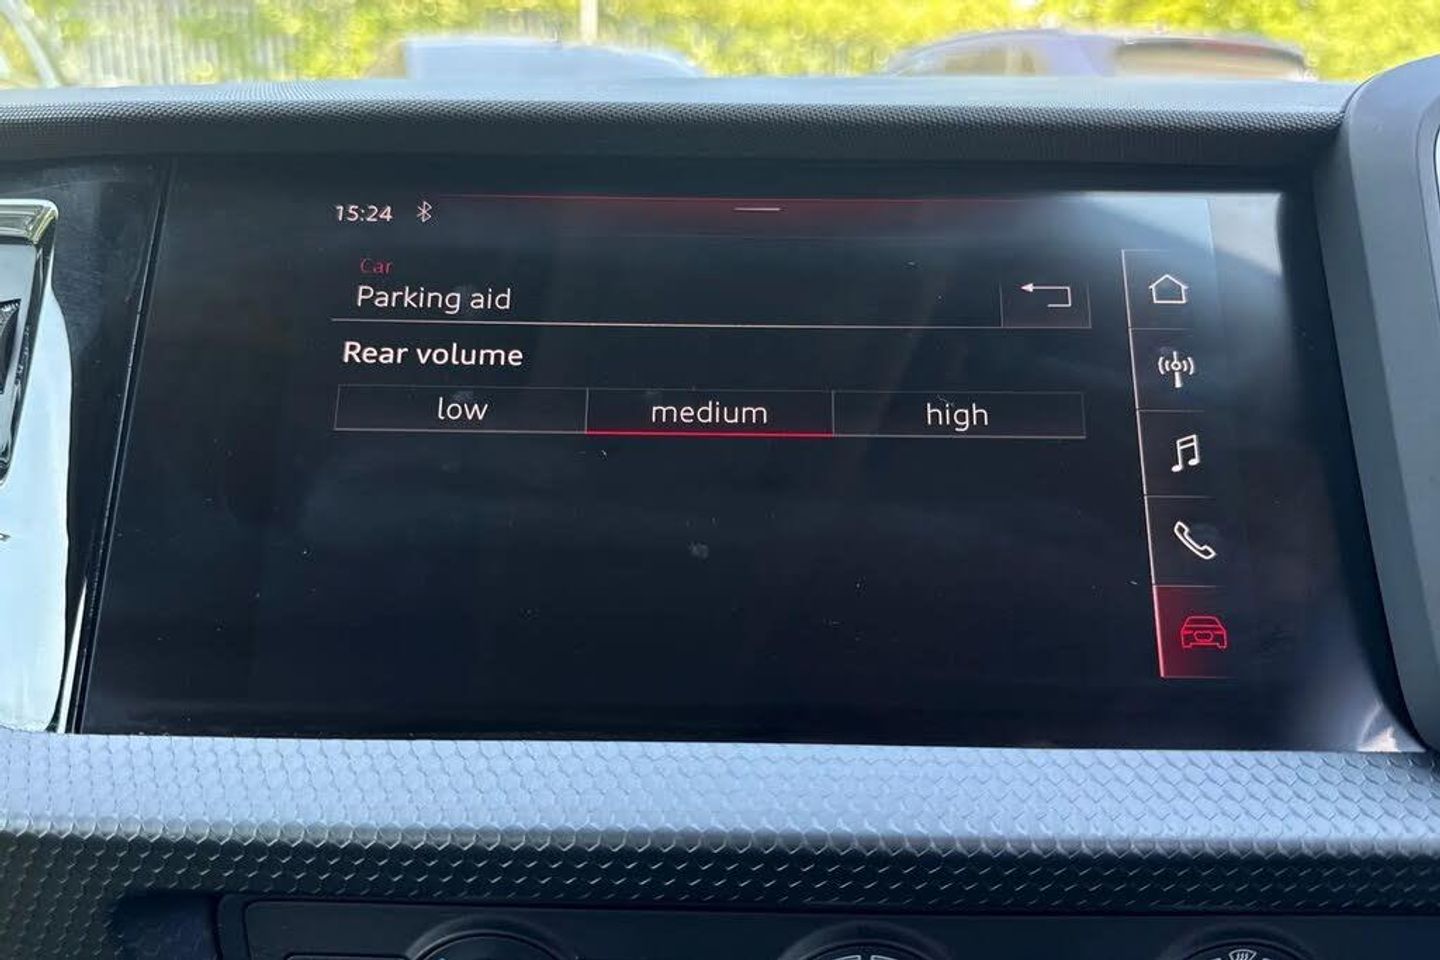 15:24
Car
Parking aid
Rear volume
low medium high